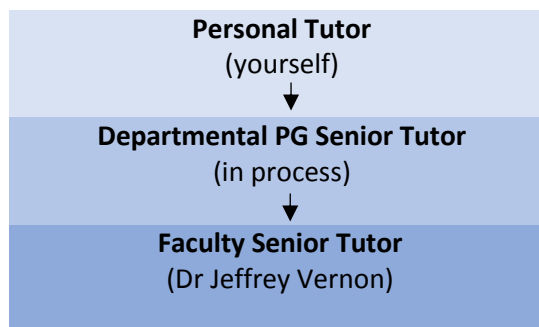 Personal Tutor
(yourself)
Departmental PG Senior Tutor
(in process)
Faculty Senior Tutor
(Dr Jeffrey Vernon)